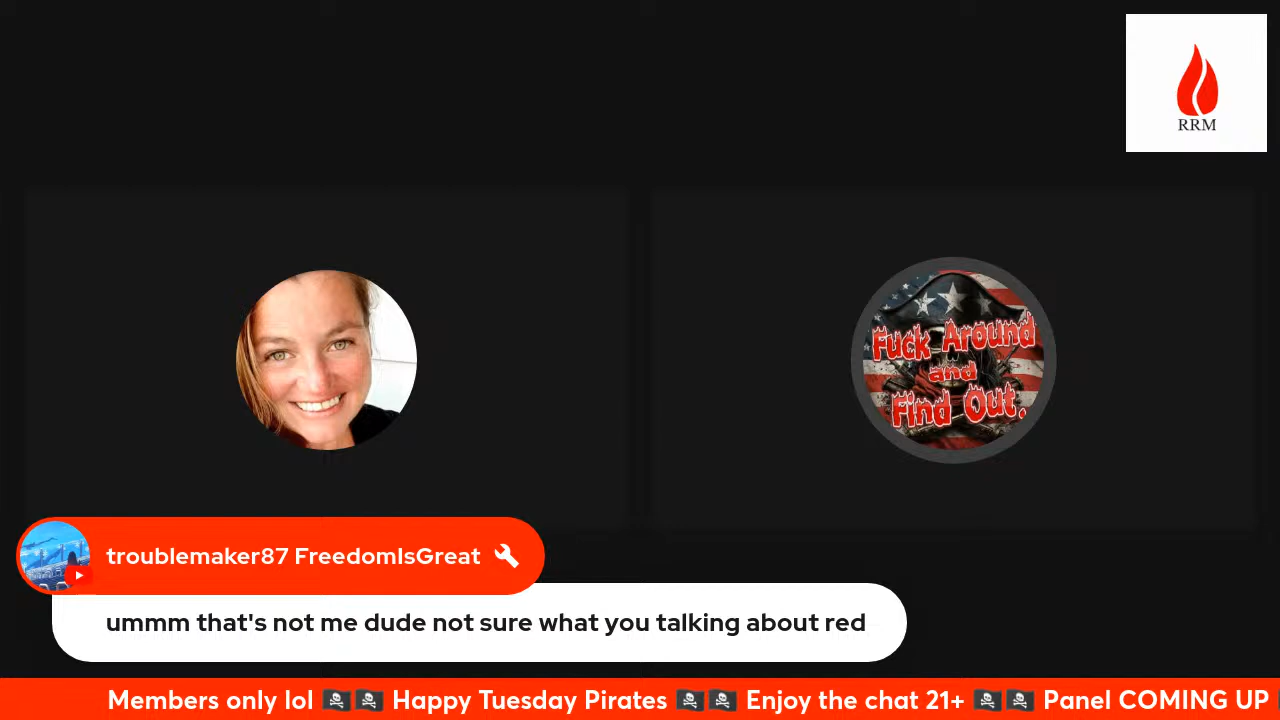 RRM
Fuck Around
and
Find Out.
troublemaker87 FreedomIsGreat
ummm that's not me dude not sure what you talking about red
Members only lol 🏴‍☠️🏴‍☠️ Happy Tuesday Pirates 🏴‍☠️🏴‍☠️ Enjoy the chat 21+ 🏴‍☠️🏴‍☠️ Panel COMING UP